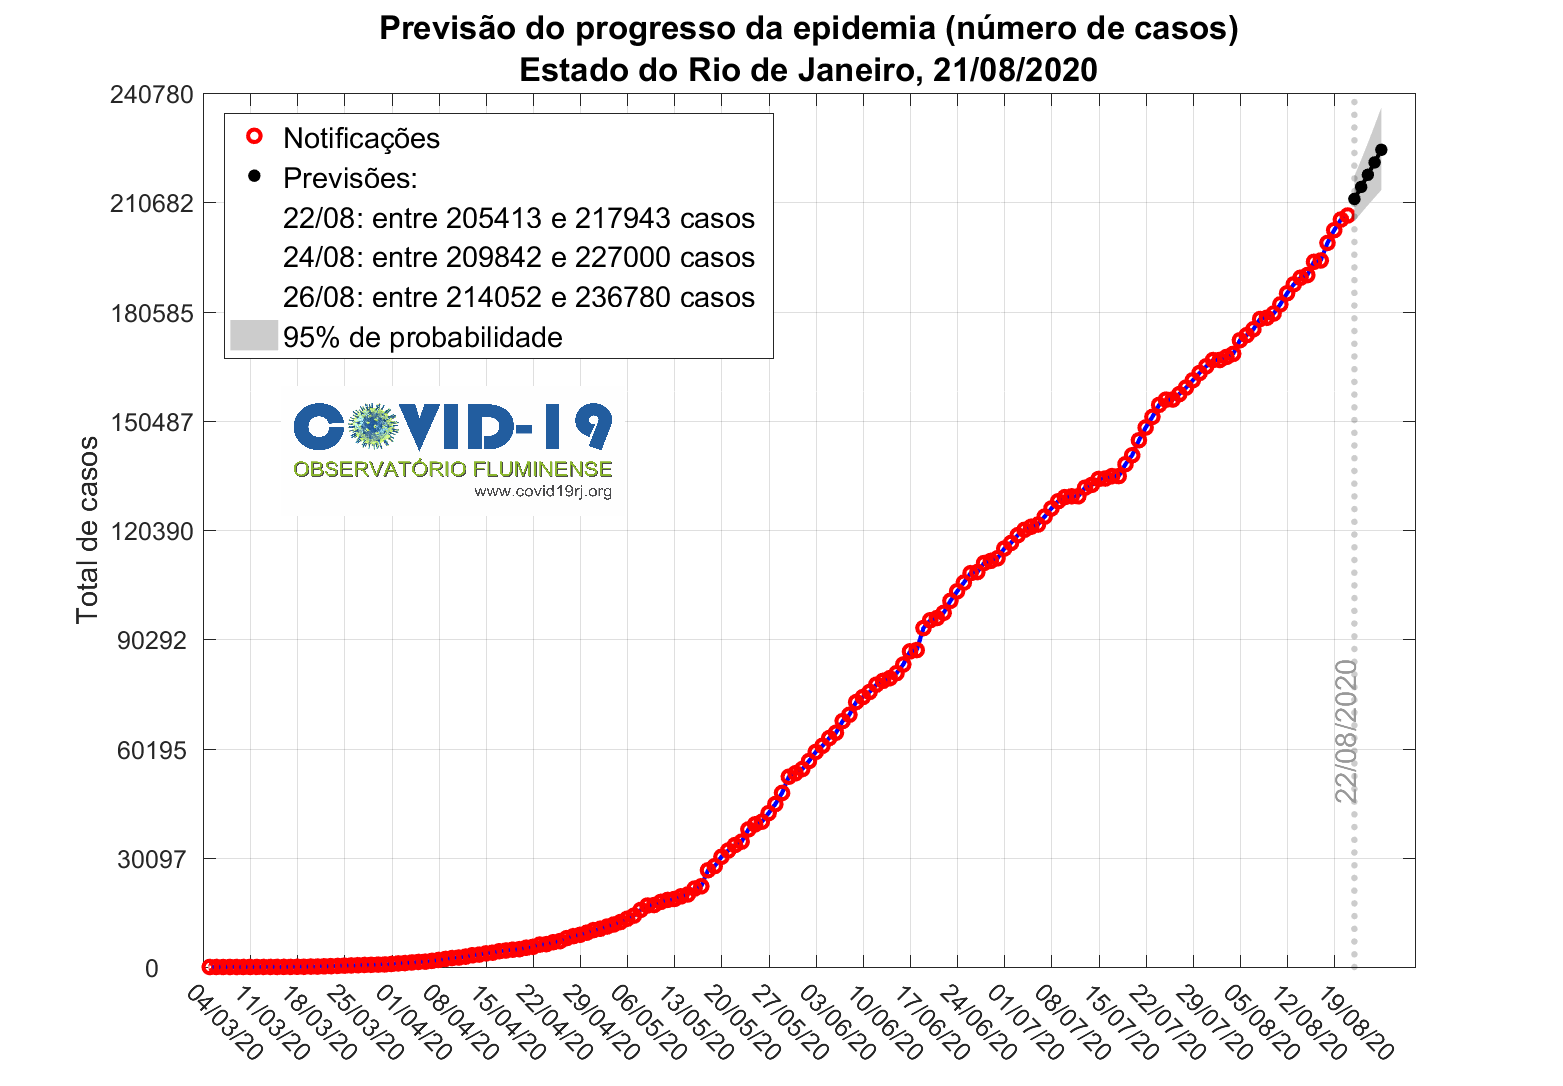 Previsão do progresso da epidemia (número de casos)
Estado do Rio de Janeiro, 21/08/2020
240780
210682
180585
150487
120390
90292
60195
30097
0
Total de casos
Notificações
Previsões:
22/08: entre 205413 e 217943 casos
24/08: entre 209842 e 227000 casos
26/08: entre 214052 e 236780 casos
95% de probabilidade
COVID-19
OBSERVATÓRIO FLUMINENSE
www.covid19rj.org
22/08/2020
04/03/20
11/03/20
18/03/20
25/03/20
01/04/20
08/04/20
15/04/20
22/04/20
29/04/20
06/05/20
13/05/20
20/05/20
27/05/20
03/06/20
10/06/20
17/06/20
24/06/20
01/07/20
08/07/20
15/07/20
22/07/20
29/07/20
05/08/20
12/08/20
19/08/20